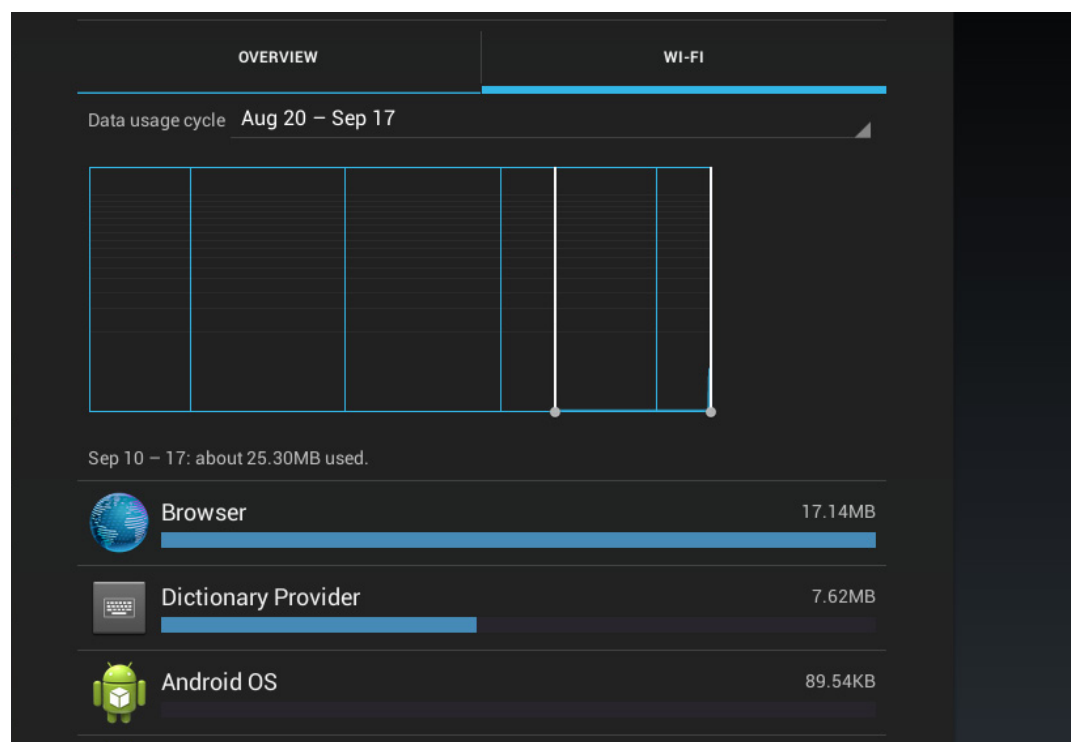 OVERVIEW WI-FI
Data usage cycle Aug 20 – Sep 17
Sep 10 – 17: about 25.30MB used.
Browser 17.14MB
Dictionary Provider 7.62MB
Android OS 89.54KB